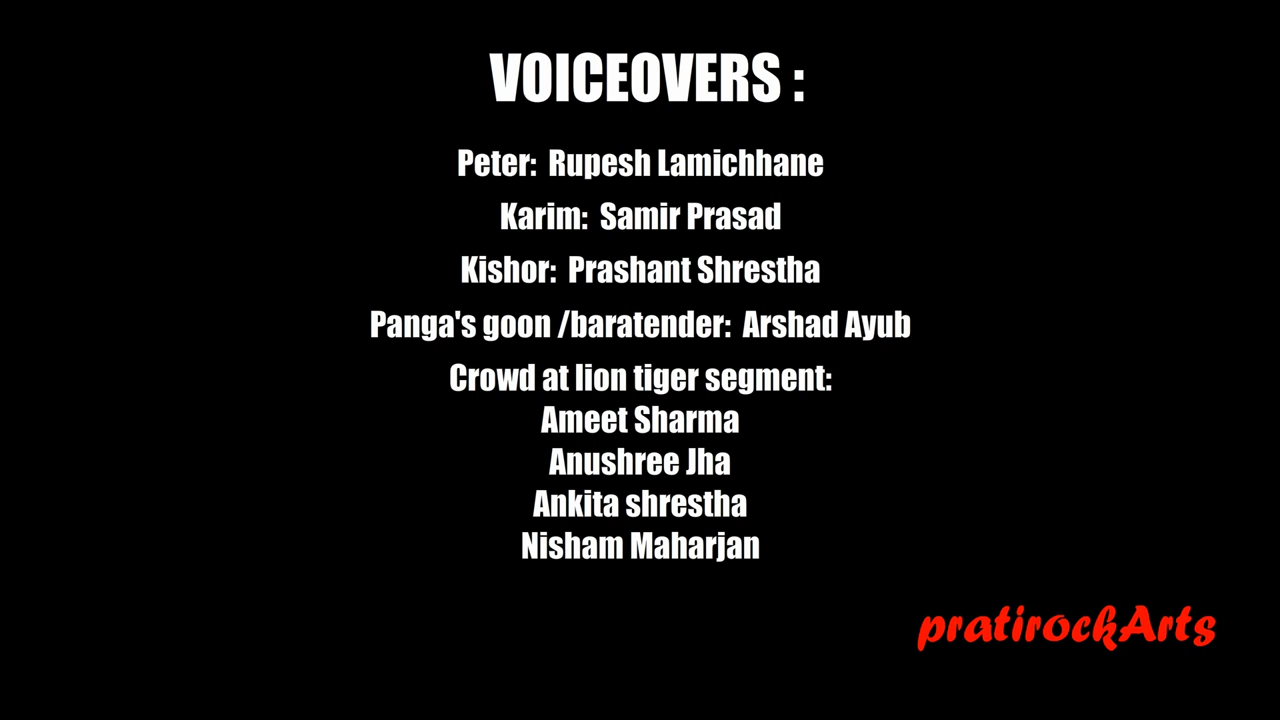 VOICEOVERS :
Peter: Rupesh Lamichhane
Karim: Samir Prasad
Kishor: Prashant Shrestha
Panga's goon /baratender: Arshad Ayub
Crowd at lion tiger segment:
Ameet Sharma
Anushree Jha
Ankita shrestha
Nisham Maharjan
pratirockArts